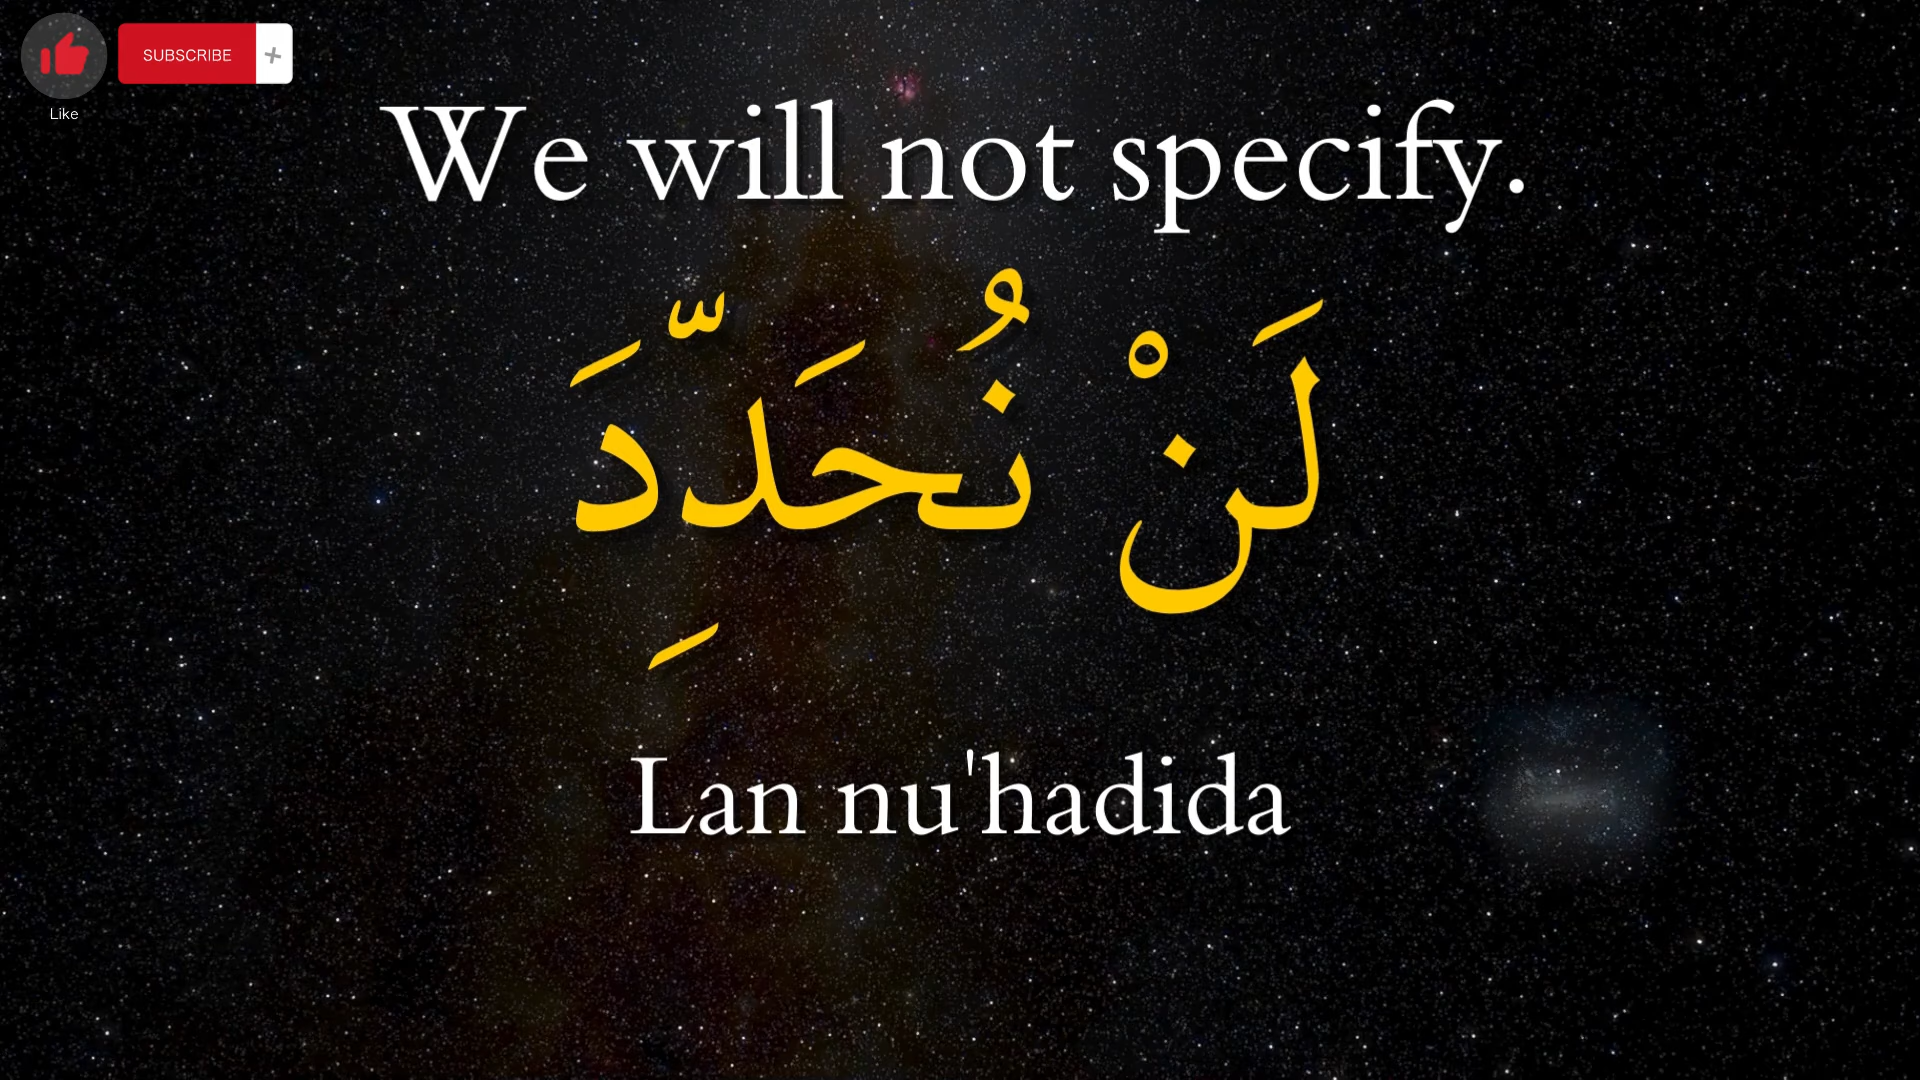 SUBSCRIBE +
Like
We will not specify.
لَنْ نُحَدِّدَ
Lan nu'hadida